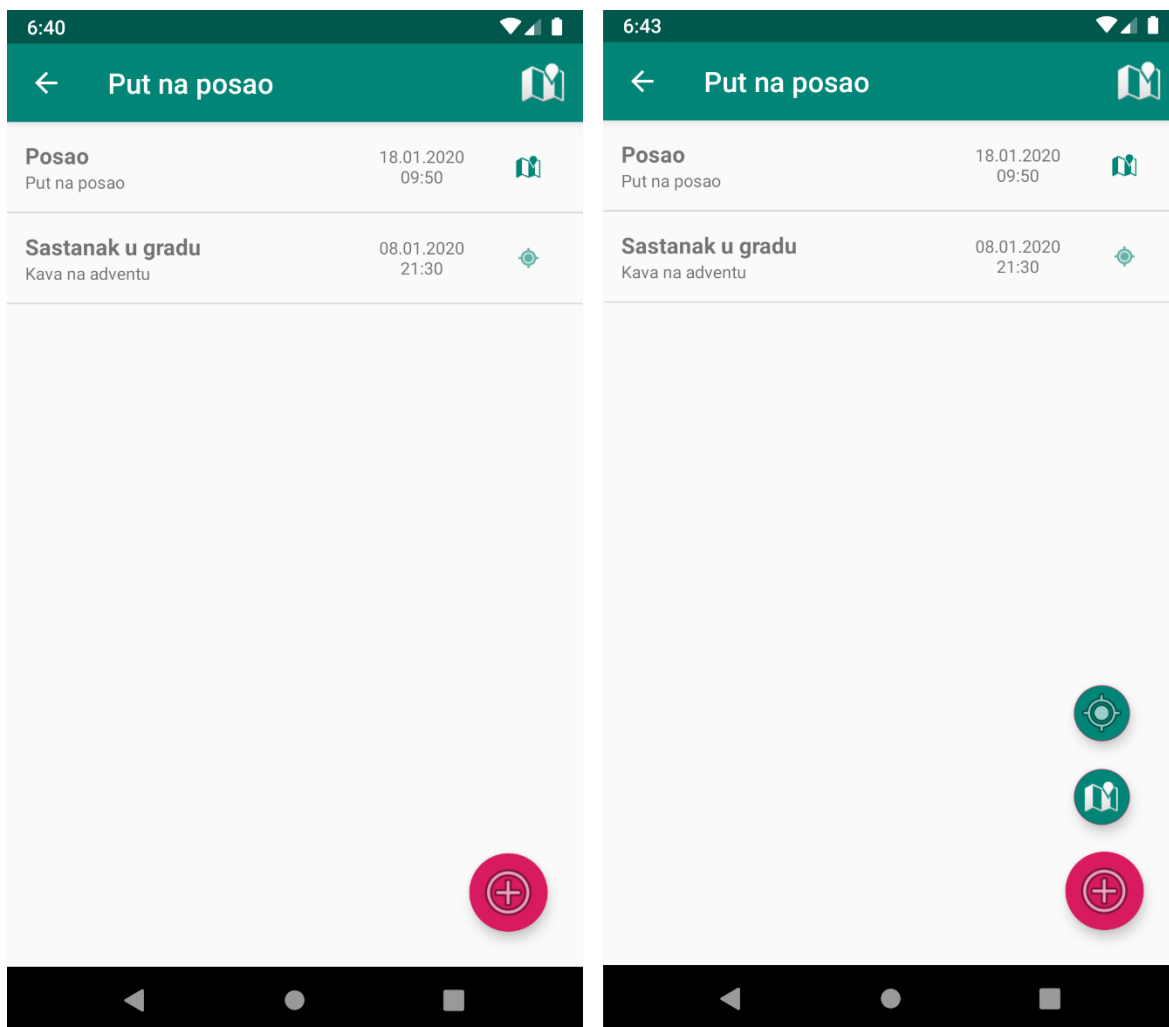 6:40
Put na posao
Posao
Put na posao
18.01.2020
09:50
Sastanak u gradu
Kava na adventu
08.01.2020
21:30
6:43
Put na posao
Posao
Put na posao
18.01.2020
09:50
Sastanak u gradu
Kava na adventu
08.01.2020
21:30